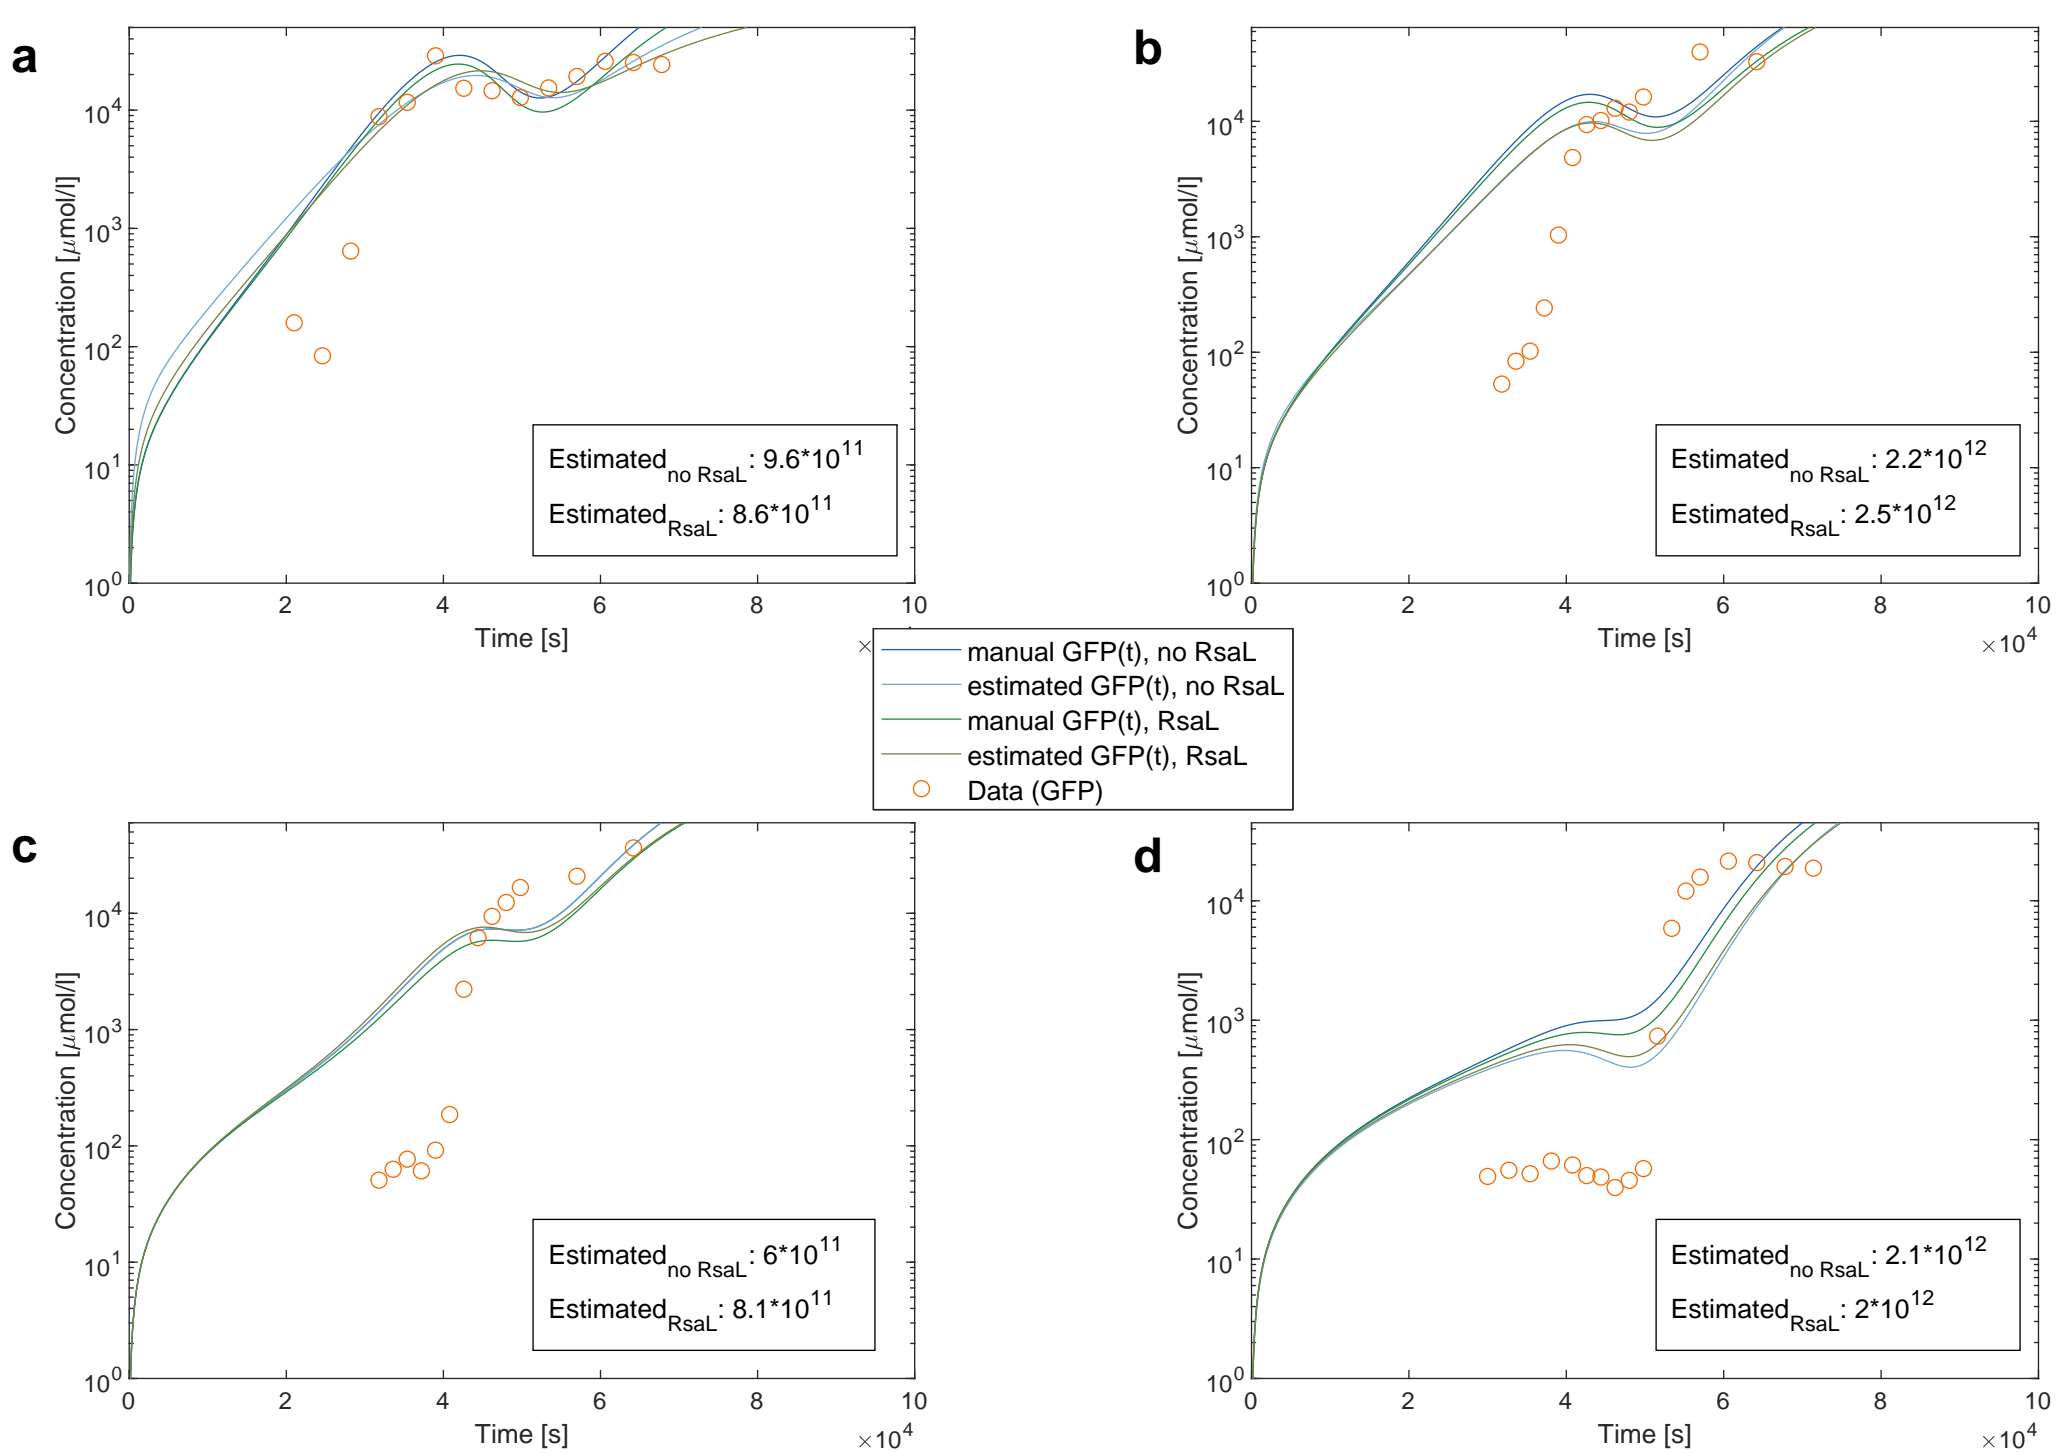 a
Concentration [μmol/l]
10^4
10^3
10^2
10^1
10^0
0 2 4 6 8 10
Time [s]
×
Estimated_no RsaL: 9.6*10^11
Estimated_RsaL: 8.6*10^11
b
Concentration [μmol/l]
10^4
10^3
10^2
10^1
10^0
0 2 4 6 8 10
Time [s]
×10^4
Estimated_no RsaL: 2.2*10^12
Estimated_RsaL: 2.5*10^12
manual GFP(t), no RsaL
estimated GFP(t), no RsaL
manual GFP(t), RsaL
estimated GFP(t), RsaL
Data (GFP)
c
Concentration [μmol/l]
10^4
10^3
10^2
10^1
10^0
0 2 4 6 8 10
Time [s]
×10^4
Estimated_no RsaL: 6*10^11
Estimated_RsaL: 8.1*10^11
d
Concentration [μmol/l]
10^4
10^3
10^2
10^1
10^0
0 2 4 6 8 10
Time [s]
×10^4
Estimated_no RsaL: 2.1*10^12
Estimated_RsaL: 2*10^12